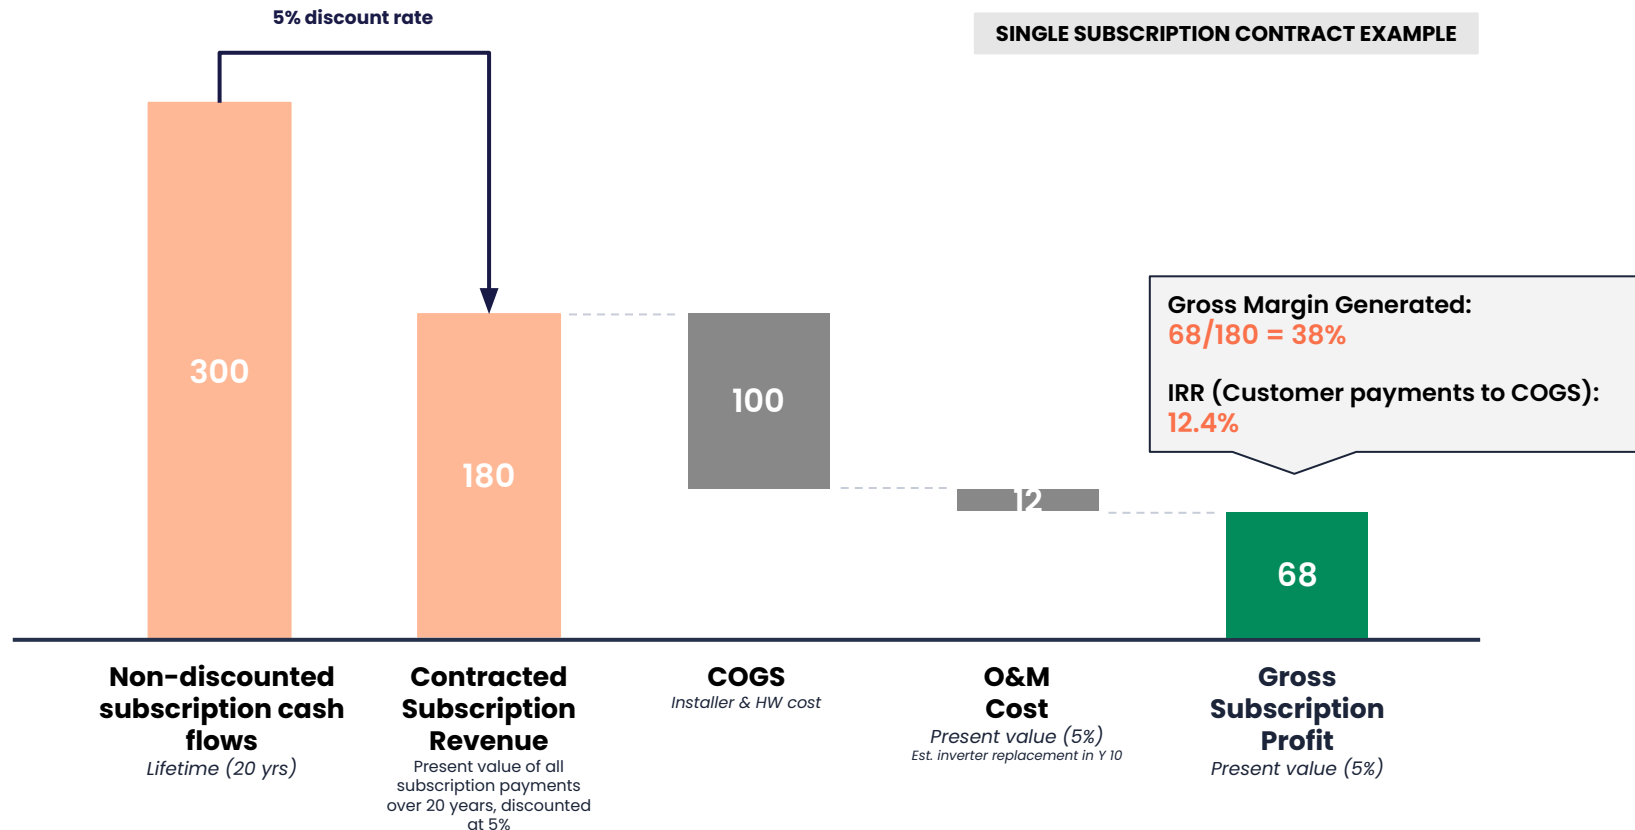 5% discount rate
SINGLE SUBSCRIPTION CONTRACT EXAMPLE
300
180
100
12
68
Gross Margin Generated:
68/180 = 38%
IRR (Customer payments to COGS):
12.4%
Non-discounted
subscription cash
flows
Lifetime (20 yrs)
Contracted
Subscription
Revenue
Present value of all
subscription payments
over 20 years, discounted
at 5%
COGS
Installer & HW cost
O&M
Cost
Present value (5%)
Est. inverter replacement in Y 10
Gross
Subscription
Profit
Present value (5%)